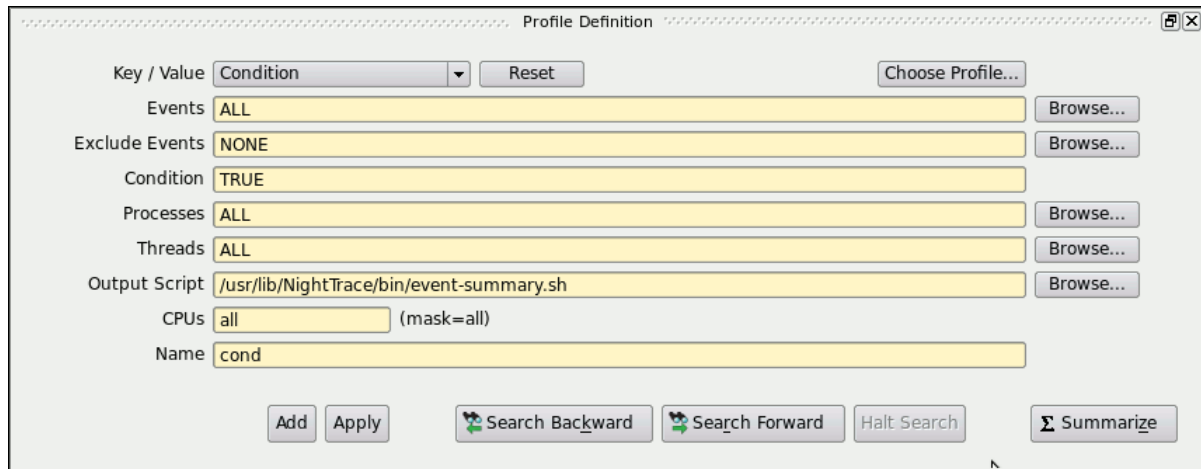 Profile Definition
Key / Value Condition Reset Choose Profile...
Events ALL Browse...
Exclude Events NONE Browse...
Condition TRUE
Processes ALL Browse...
Threads ALL Browse...
Output Script /usr/lib/NightTrace/bin/event-summary.sh Browse...
CPUs all (mask=all)
Name cond
Add Apply Search Backward Search Forward Halt Search Σ Summarize